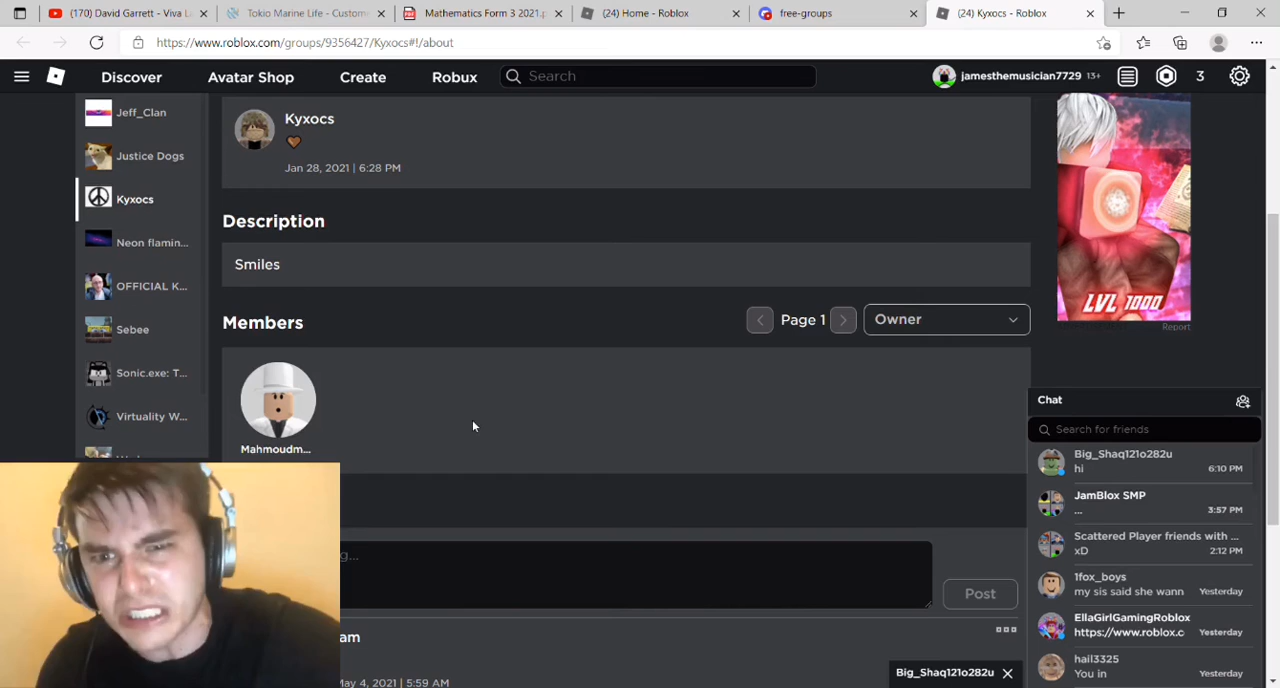 (170) David Garrett - Viva L
Tokio Marine Life - Custome
Mathematics Form 3 2021.p
(24) Home - Roblox
free-groups
(24) Kyxocs - Roblox
https://www.roblox.com/groups/9356427/Kyxocs#!/about
Discover
Avatar Shop
Create
Robux
Search
jamesthemusician7729 13+
3
Jeff_Clan
Justice Dogs
Kyxocs
Neon flamin...
OFFICIAL K...
Sebee
Sonic.exe: T...
Virtuality W...
Kyxocs
Jan 28, 2021 | 6:28 PM
Description
Smiles
Members
Page 1
Owner
Mahmoudm...
g...
Post
am
May 4, 2021 | 5:59 AM
LVL 1000
Report
Chat
Search for friends
Big_Shaq121o282u
hi
6:10 PM
JamBlox SMP
...
3:57 PM
Scattered Player friends with ...
xD
2:12 PM
1fox_boys
my sis said she wann
Yesterday
EllaGirlGamingRoblox
https://www.roblox.c
Yesterday
hail3325
You in
Yesterday
Big_Shaq121o282u